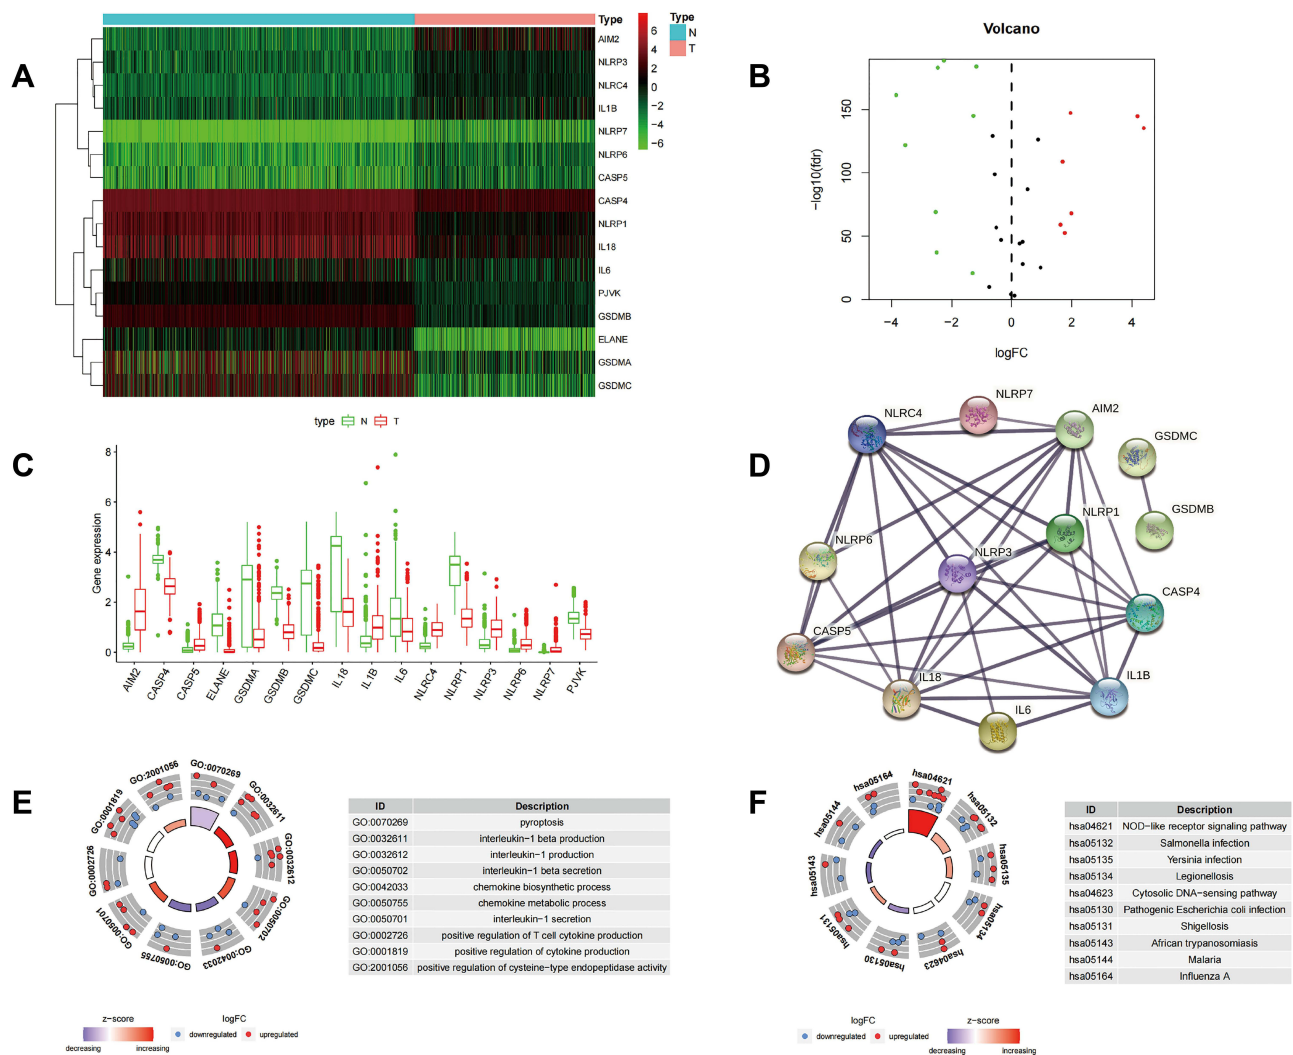 A
Type
AIM2
NLRP3
NLRC4
IL1B
NLRP7
NLRP6
CASP5
CASP4
NLRP1
IL18
IL6
PJVK
GSDMB
ELANE
GSDMA
GSDMC
6
4
2
0
−2
−4
−6
Type
N
T
B
Volcano
−log10(fdr)
150
100
50
0
−4 −2 0 2 4
logFC
C
type N T
Gene expression
8
6
4
2
0
AIM2 CASP4 CASP5 ELANE GSDMA GSDMB GSDMC IL18 IL1B IL6 NLRC4 NLRP1 NLRP3 NLRP6 NLRP7 PJVK
D
NLRC4
NLRP7
AIM2
GSDMC
GSDMB
NLRP1
NLRP6
NLRP3
CASP4
CASP5
IL18
IL1B
IL6
E
GO:0070269
GO:0032611
GO:0032612
GO:0050702
GO:0042033
GO:0050755
GO:0050701
GO:0002726
GO:0001819
GO:2001056
ID Description
GO:0070269 pyroptosis
GO:0032611 interleukin−1 beta production
GO:0032612 interleukin−1 production
GO:0050702 interleukin−1 beta secretion
GO:0042033 chemokine biosynthetic process
GO:0050755 chemokine metabolic process
GO:0050701 interleukin−1 secretion
GO:0002726 positive regulation of T cell cytokine production
GO:0001819 positive regulation of cytokine production
GO:2001056 positive regulation of cysteine−type endopeptidase activity
z−score
decreasing increasing
logFC
downregulated upregulated
F
hsa04621
hsa05132
hsa05135
hsa05134
hsa04623
hsa05130
hsa05131
hsa05143
hsa05144
hsa05164
ID Description
hsa04621 NOD−like receptor signaling pathway
hsa05132 Salmonella infection
hsa05135 Yersinia infection
hsa05134 Legionellosis
hsa04623 Cytosolic DNA−sensing pathway
hsa05130 Pathogenic Escherichia coli infection
hsa05131 Shigellosis
hsa05143 African trypanosomiasis
hsa05144 Malaria
hsa05164 Influenza A
logFC
downregulated upregulated
z−score
decreasing increasing